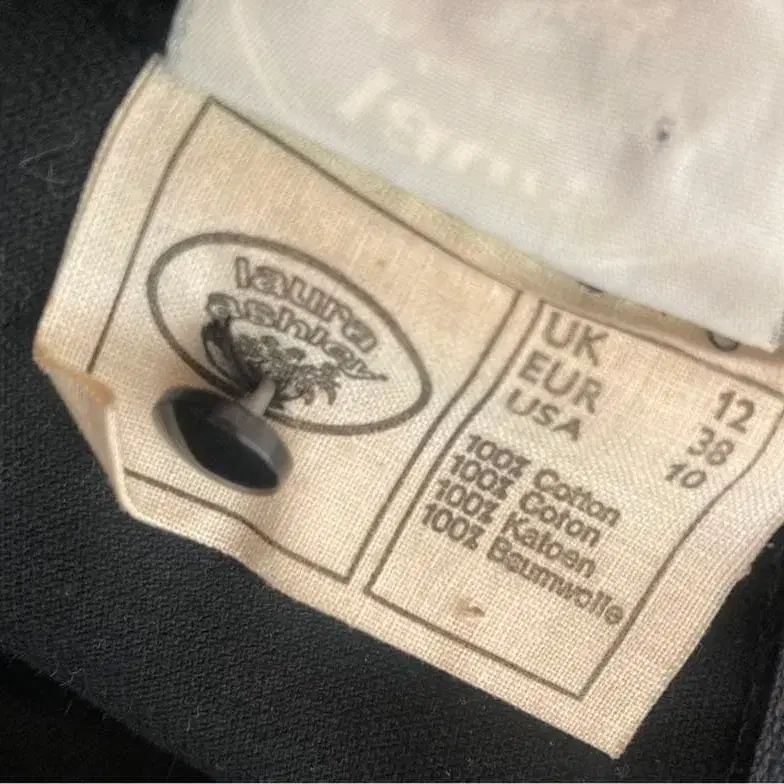 laura
ashley
UK 12
EUR 38
USA 10
100% Cotton
100% Coton
100% Katoen
100% Baumwolle